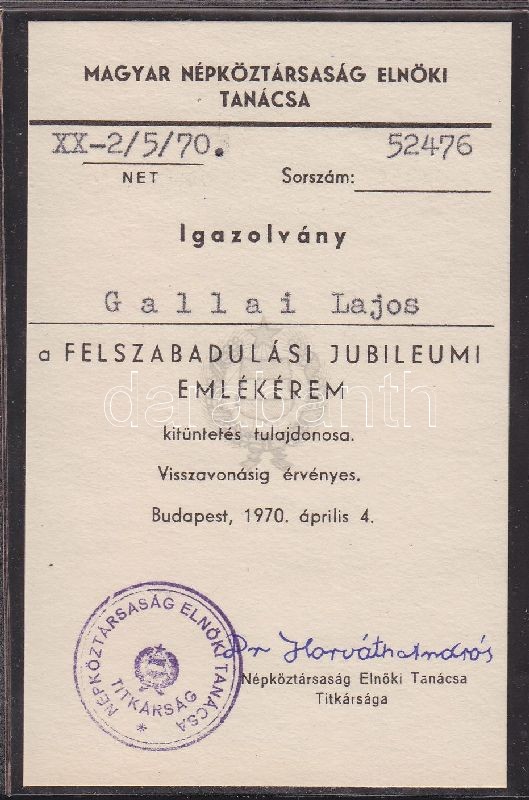 MAGYAR NÉPKÖZTÁRSASÁG ELNÖKI
TANÁCSA
XX-2/5/70. 52476
NET Sorszám:
Igazolvány
Gallai Lajos
a FELSZABADULÁSI JUBILEUMI
EMLÉKÉREM
darabanth
kitüntetés tulajdonosa.
Visszavonásig érvényes.
Budapest, 1970. április 4.
NÉPKÖZTÁRSASÁG ELNÖKI TANÁCSA
TITKÁRSÁG
*
Dr Horváth András
Népköztársaság Elnöki Tanácsa
Titkársága